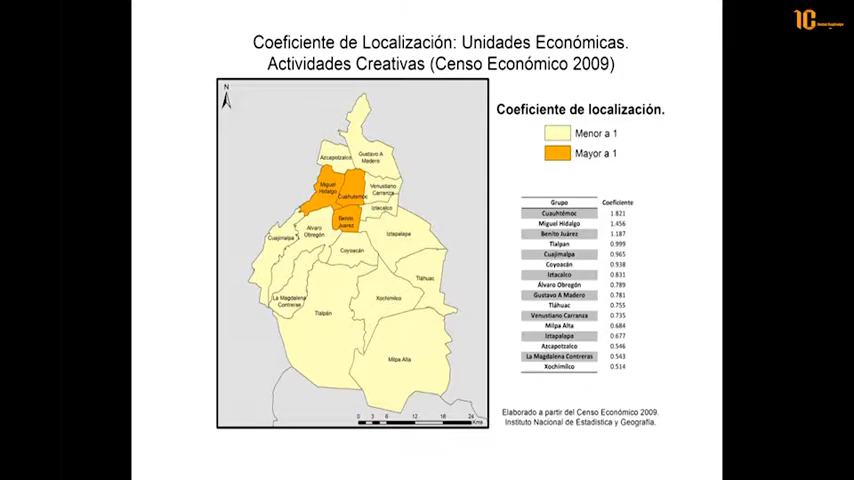 Coeficiente de Localización: Unidades Económicas.
Actividades Creativas (Censo Económico 2009)
N
Azcapotzalco
Gustavo A
Madero
Miguel
Hidalgo
Cuahutemoc
Venustiano
Carranza
Iztacalco
Benito
Juarez
Alvaro
Obregón
Cuajimalpa
Iztapalapa
Coyoacán
Tláhuac
La Magdalena
Contreras
Xochimilco
Tlalpán
Milpa Alta
0 3 6 12 18 24
Kms
Coeficiente de localización.
Menor a 1
Mayor a 1
Grupo Coeficiente
Cuauhtémoc 1.821
Miguel Hidalgo 1.456
Benito Juárez 1.187
Tlalpan 0.999
Cuajimalpa 0.965
Coyoacán 0.938
Iztacalco 0.831
Álvaro Obregón 0.789
Gustavo A Madero 0.781
Tláhuac 0.755
Venustiano Carranza 0.735
Milpa Alta 0.684
Iztapalapa 0.677
Azcapotzalco 0.546
La Magdalena Contreras 0.543
Xochimilco 0.514
Elaborado a partir del Censo Económico 2009.
Instituto Nacional de Estadística y Geografía.